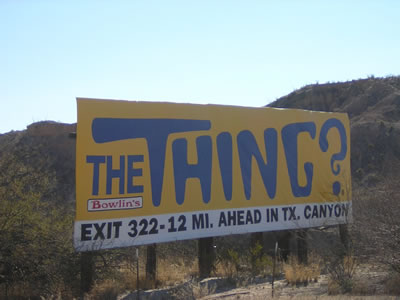 THE THING?
Bowlin's
EXIT 322-12 MI. AHEAD IN TX. CANYON